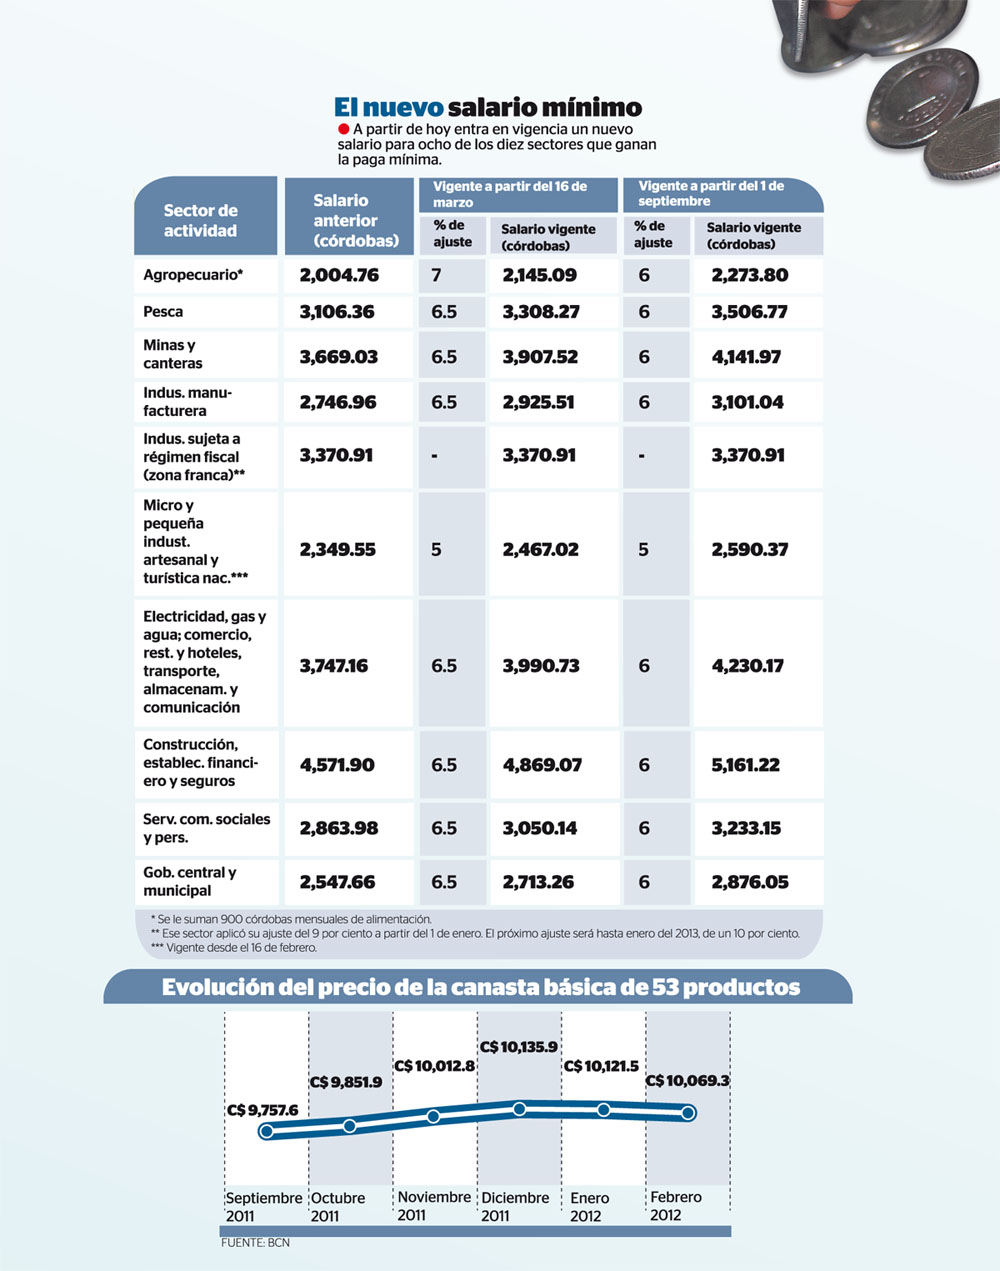 El nuevo salario mínimo
A partir de hoy entra en vigencia un nuevo
salario para ocho de los diez sectores que ganan
la paga mínima.
Sector de
actividad
Salario
anterior
(córdobas)
Vigente a partir del 16 de
marzo
% de
ajuste
Salario vigente
(córdobas)
Vigente a partir del 1 de
septiembre
% de
ajuste
Salario vigente
(córdobas)
Agropecuario* 2,004.76 7 2,145.09 6 2,273.80
Pesca 3,106.36 6.5 3,308.27 6 3,506.77
Minas y
canteras
3,669.03 6.5 3,907.52 6 4,141.97
Indus. manu-
facturera
2,746.96 6.5 2,925.51 6 3,101.04
Indus. sujeta a
régimen fiscal
(zona franca)**
3,370.91 - 3,370.91 - 3,370.91
Micro y
pequeña
indust.
artesanal y
turística nac.***
2,349.55 5 2,467.02 5 2,590.37
Electricidad, gas y
agua; comercio,
rest. y hoteles,
transporte,
almacenam. y
comunicación
3,747.16 6.5 3,990.73 6 4,230.17
Construcción,
establec. financi-
ero y seguros
4,571.90 6.5 4,869.07 6 5,161.22
Serv. com. sociales
y pers.
2,863.98 6.5 3,050.14 6 3,233.15
Gob. central y
municipal
2,547.66 6.5 2,713.26 6 2,876.05
* Se le suman 900 córdobas mensuales de alimentación.
** Ese sector aplicó su ajuste del 9 por ciento a partir del 1 de enero. El próximo ajuste será hasta enero del 2013, de un 10 por ciento.
*** Vigente desde el 16 de febrero.
Evolución del precio de la canasta básica de 53 productos
C$ 9,757.6
C$ 9,851.9
C$ 10,012.8
C$ 10,135.9
C$ 10,121.5
C$ 10,069.3
Septiembre
2011
Octubre
2011
Noviembre
2011
Diciembre
2011
Enero
2012
Febrero
2012
FUENTE: BCN